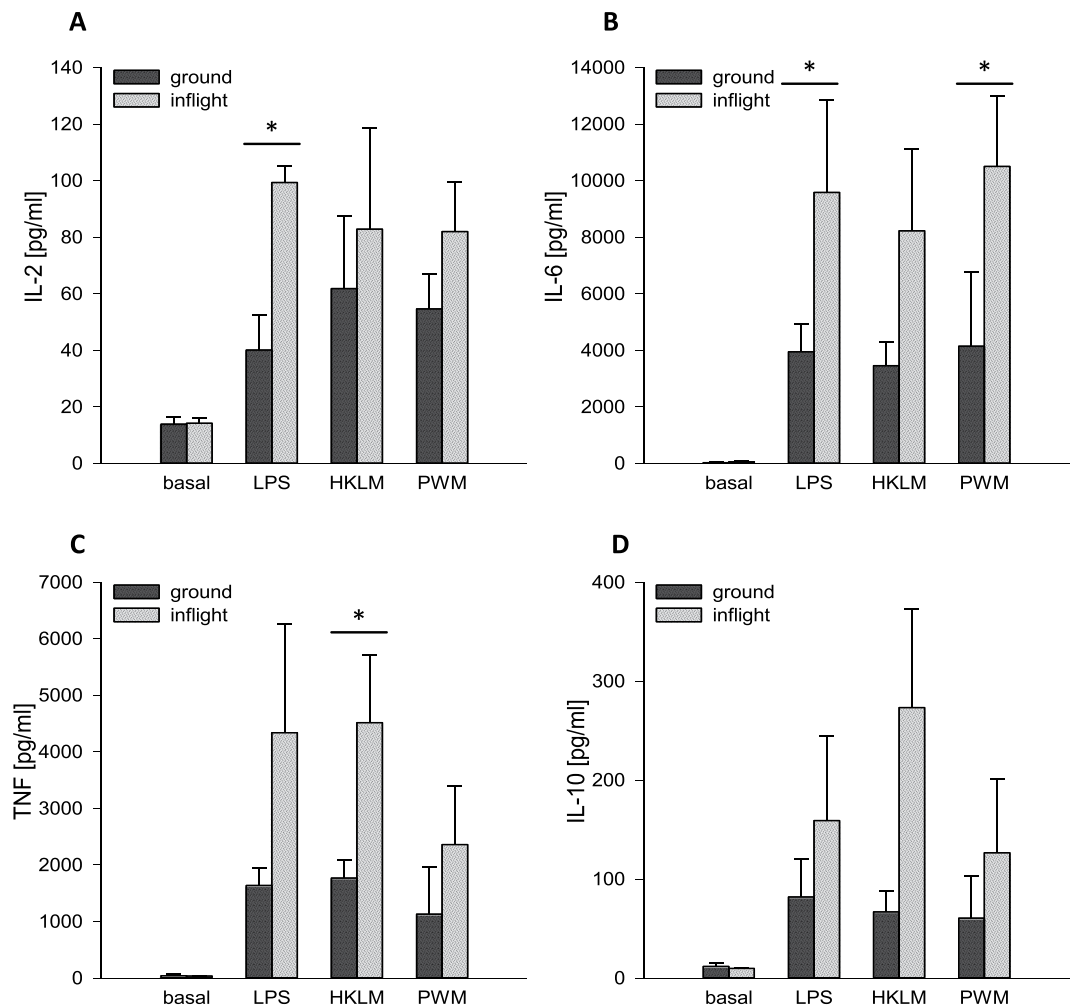 A
140
120
100
80
60
40
20
0
IL-2 [pg/ml]
ground
inflight
*
basal LPS HKLM PWM
B
14000
12000
10000
8000
6000
4000
2000
0
IL-6 [pg/ml]
ground
inflight
* *
basal LPS HKLM PWM
C
7000
6000
5000
4000
3000
2000
1000
0
TNF [pg/ml]
ground
inflight
*
basal LPS HKLM PWM
D
400
300
200
100
0
IL-10 [pg/ml]
ground
inflight
basal LPS HKLM PWM